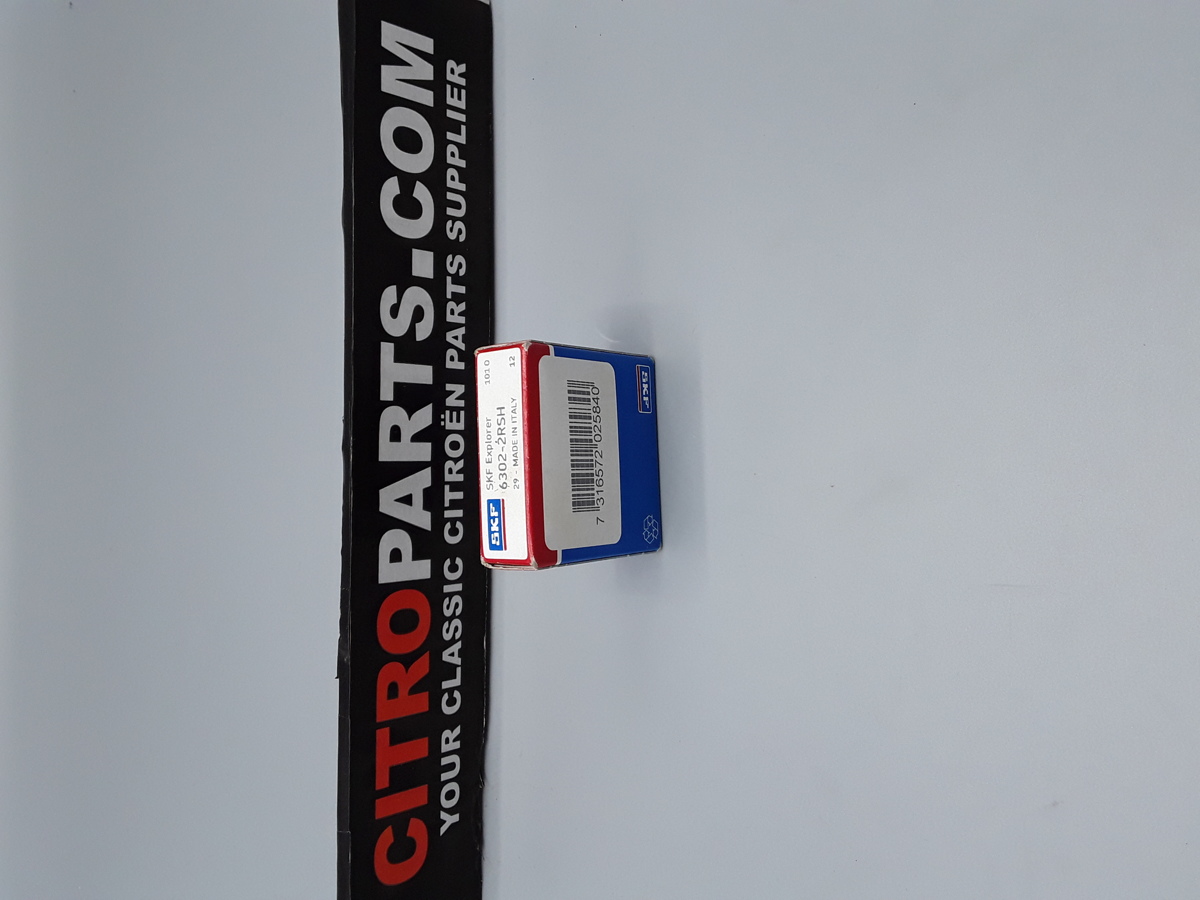 CITROPARTS.COM
YOUR CLASSIC CITROËN PARTS SUPPLIER
SKF
SKF Explorer 1010
6302-2RSH
29 - MADE IN ITALY 12
7 316572 025840
SKF